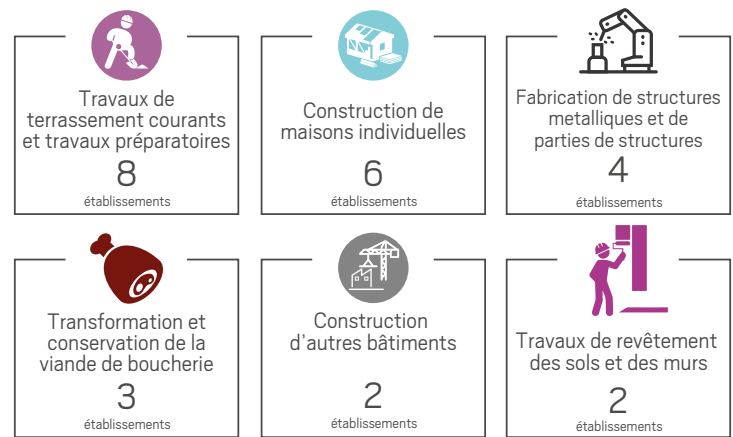 Travaux de
terrassement courants
et travaux préparatoires
8
établissements
Construction de
maisons individuelles
6
établissements
Fabrication de structures
metalliques et de
parties de structures
4
établissements
Transformation et
conservation de la
viande de boucherie
3
établissements
Construction
d'autres bâtiments
2
établissements
Travaux de revêtement
des sols et des murs
2
établissements